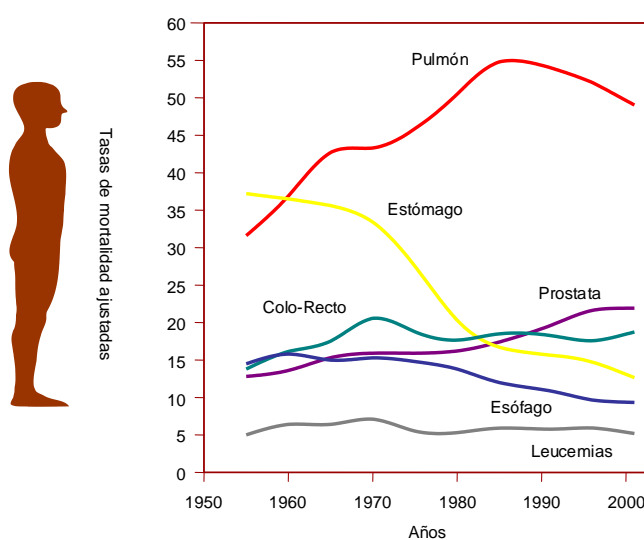 60
55
50
45
40
35
30
25
20
15
10
5
0
Tasas de mortalidad ajustadas
Pulmón
Estómago
Prostata
Colo-Recto
Esófago
Leucemias
1950 1960 1970 1980 1990 2000
Años